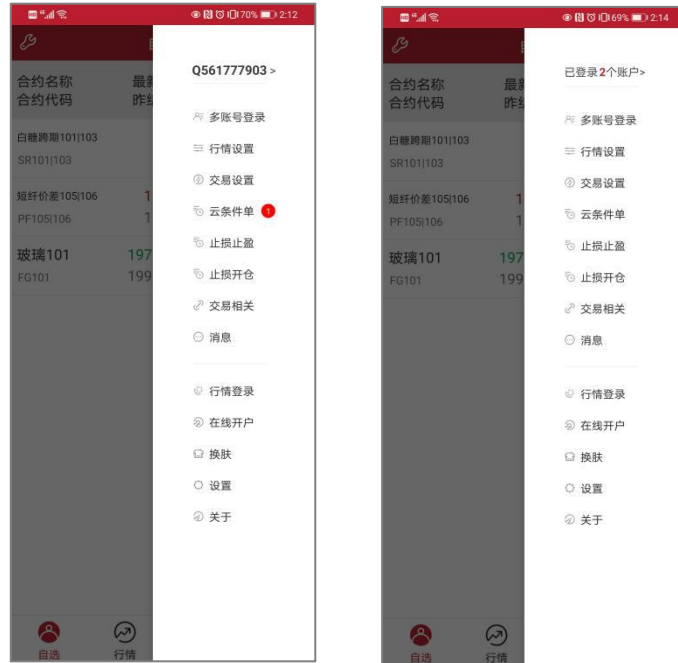 70% 2:12
Q561777903 >
合约名称 最新
合约代码 昨结
多账号登录
行情设置
白糖跨期101|103
SR101|103
交易设置
短纤价差105|106 1
云条件单 1
PF105|106 1
止损止盈
玻璃101 197
止损开仓
FG101 199
交易相关
消息
行情登录
在线开户
换肤
设置
关于
自选 行情
69% 2:14
已登录2个账户>
合约名称 最新
合约代码 昨结
多账号登录
行情设置
白糖跨期101|103
SR101|103
交易设置
短纤价差105|106 1
云条件单
PF105|106 1
止损止盈
玻璃101 197
止损开仓
FG101 199
交易相关
消息
行情登录
在线开户
换肤
设置
关于
自选 行情